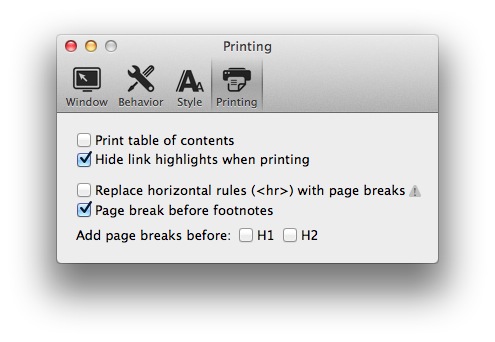 Printing
Window Behavior Style Printing
Print table of contents
Hide link highlights when printing
Replace horizontal rules (<hr>) with page breaks
Page break before footnotes
Add page breaks before: H1 H2